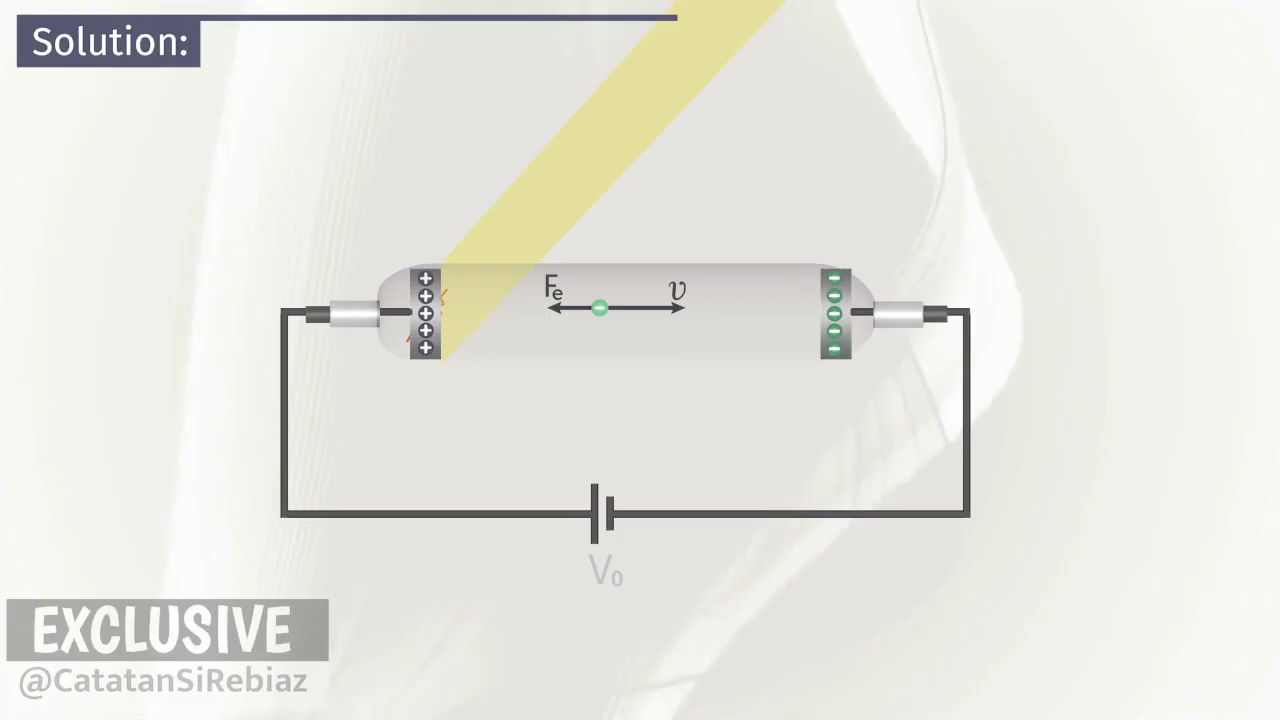 Solution:
Fe
υ
V₀
EXCLUSIVE
@CatatanSiRebiaz